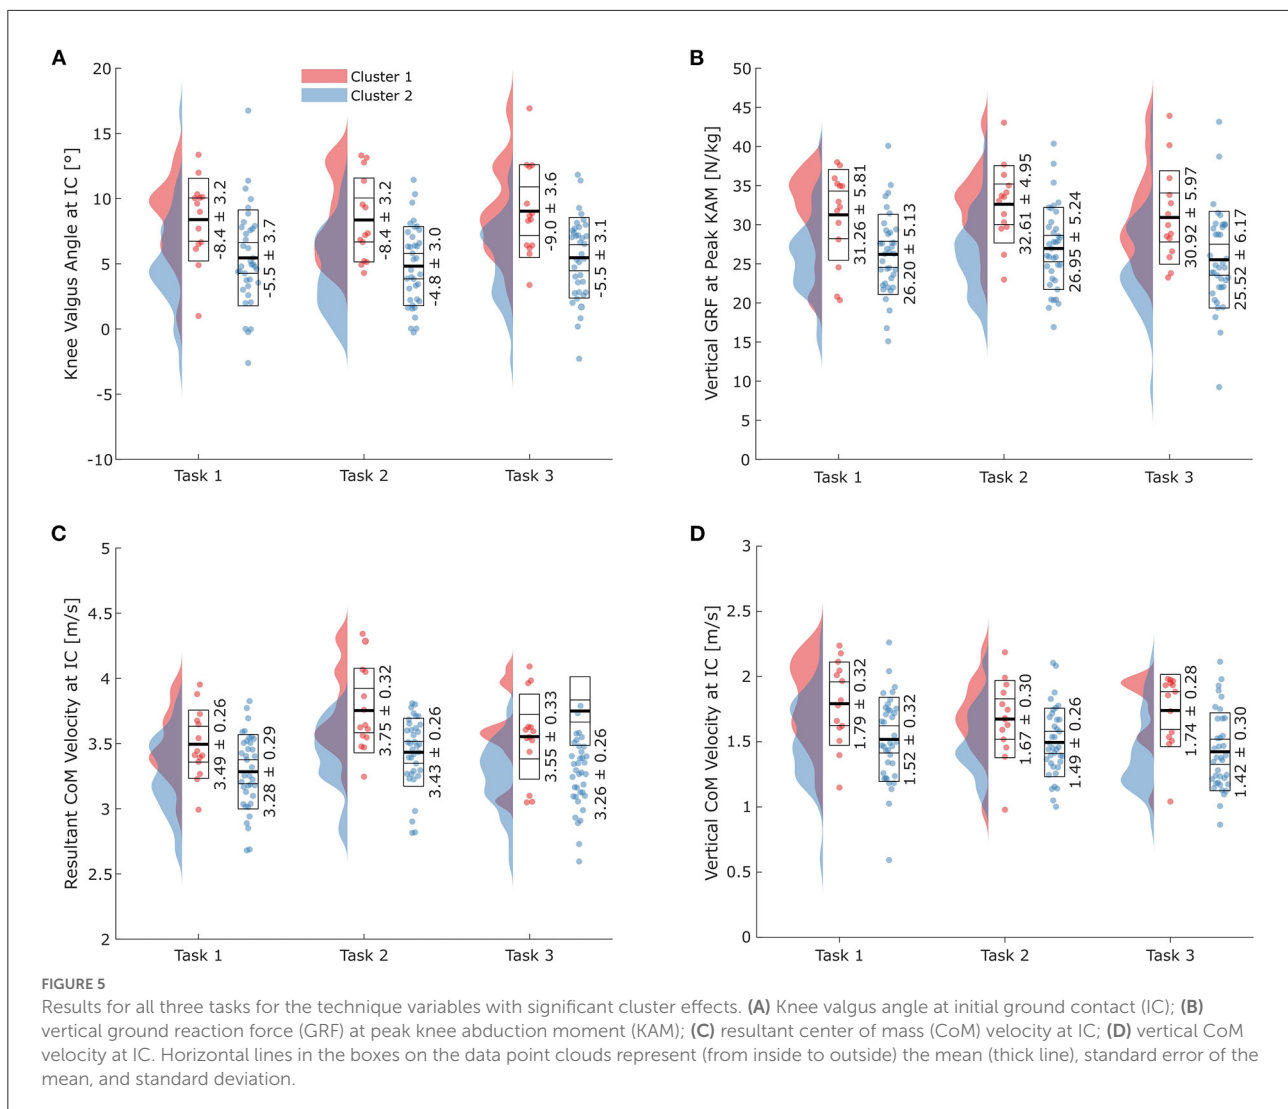 A
B
20
15
10
5
0
-5
-10
Knee Valgus Angle at IC [°]
Cluster 1
Cluster 2
-8.4 ± 3.2
-5.5 ± 3.7
-8.4 ± 3.2
-4.8 ± 3.0
-9.0 ± 3.6
-5.5 ± 3.1
Task 1
Task 2
Task 3
50
45
40
35
30
25
20
15
10
5
0
Vertical GRF at Peak KAM [N/kg]
31.26 ± 5.81
26.20 ± 5.13
32.61 ± 4.95
26.95 ± 5.24
30.92 ± 5.97
25.52 ± 6.17
Task 1
Task 2
Task 3
C
D
5
4.5
4
3.5
3
2.5
2
Resultant CoM Velocity at IC [m/s]
3.49 ± 0.26
3.28 ± 0.29
3.75 ± 0.32
3.43 ± 0.26
3.55 ± 0.33
3.26 ± 0.26
Task 1
Task 2
Task 3
3
2.5
2
1.5
1
0.5
0
Vertical CoM Velocity at IC [m/s]
1.79 ± 0.32
1.52 ± 0.32
1.67 ± 0.30
1.49 ± 0.26
1.74 ± 0.28
1.42 ± 0.30
Task 1
Task 2
Task 3
FIGURE 5
Results for all three tasks for the technique variables with significant cluster effects. (A) Knee valgus angle at initial ground contact (IC); (B)
vertical ground reaction force (GRF) at peak knee abduction moment (KAM); (C) resultant center of mass (CoM) velocity at IC; (D) vertical CoM
velocity at IC. Horizontal lines in the boxes on the data point clouds represent (from inside to outside) the mean (thick line), standard error of the
mean, and standard deviation.